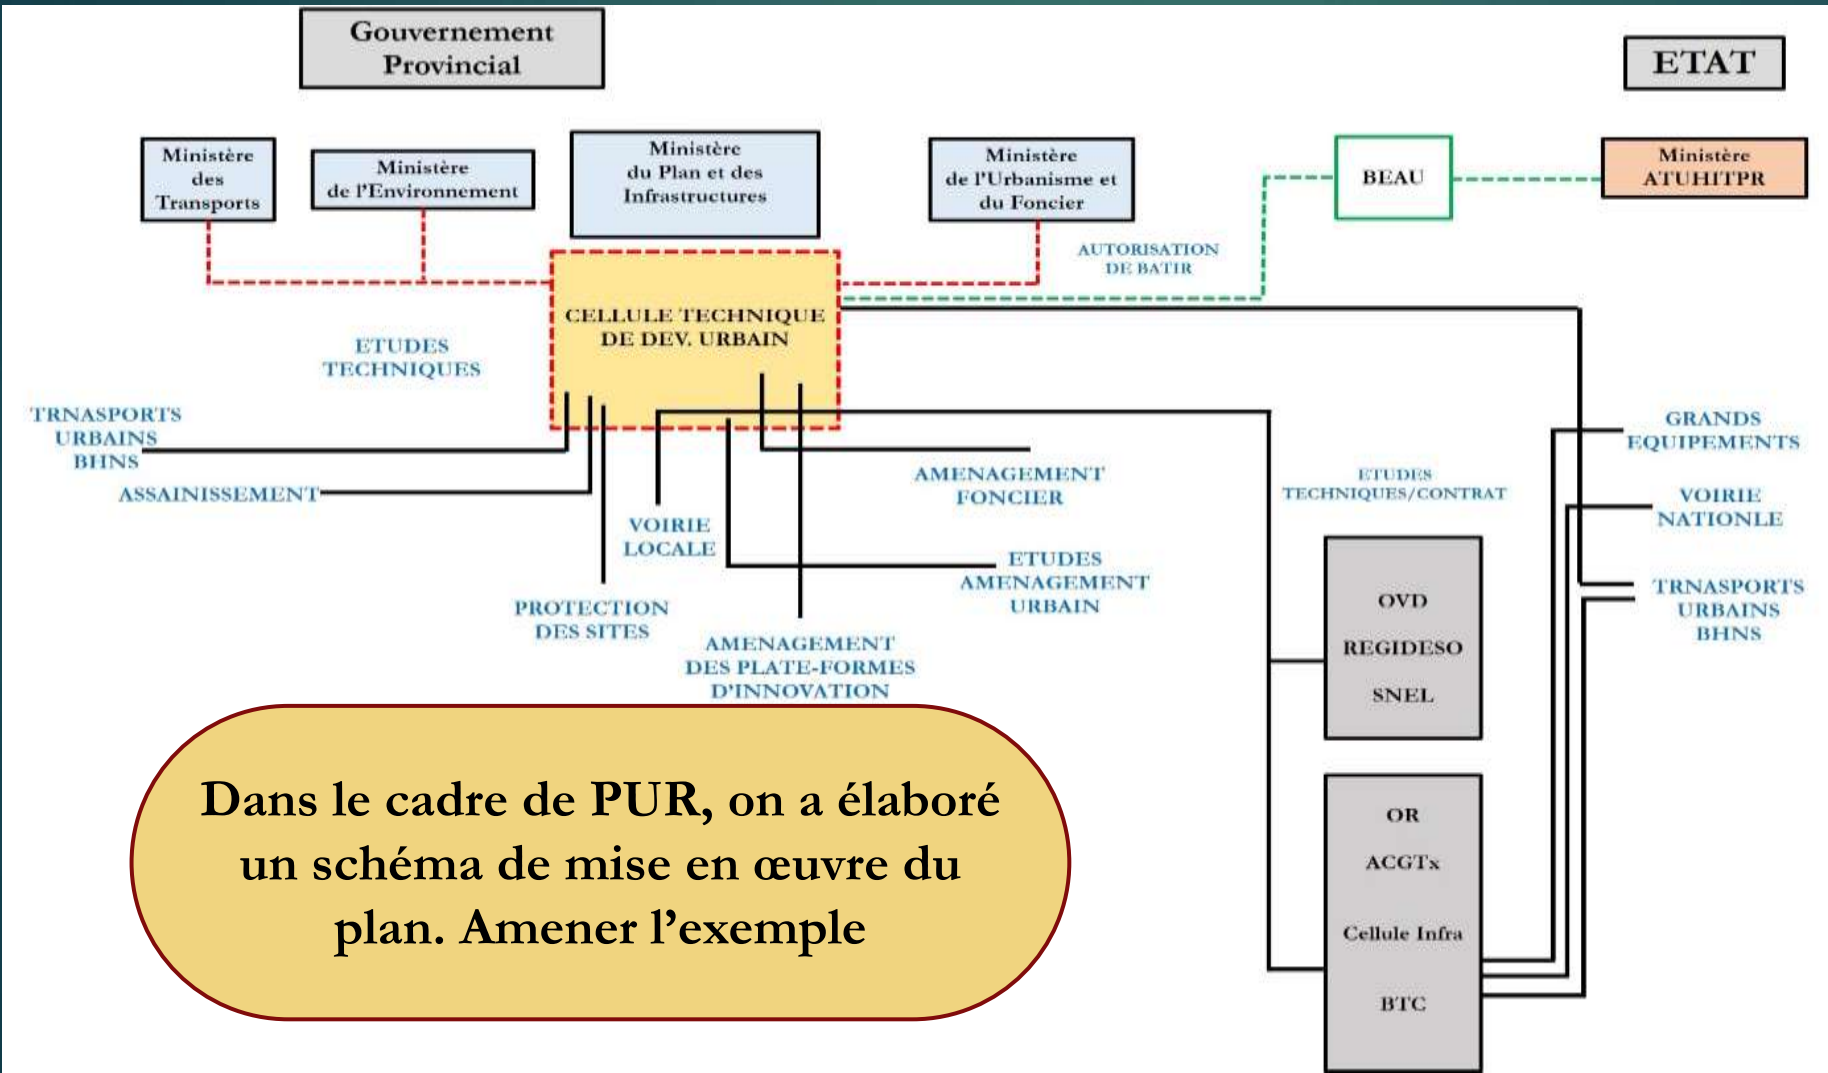 Gouvernement
Provincial
ETAT
Ministère
des
Transports
Ministère
de l'Environnement
Ministère
du Plan et des
Infrastructures
Ministère
de l'Urbanisme et
du Foncier
BEAU
Ministère
ATUHITPR
AUTORISATION
DE BATIR
CELLULE TECHNIQUE
DE DEV. URBAIN
ETUDES
TECHNIQUES
TRNASPORTS
URBAINS
BHNS
ASSAINISSEMENT
VOIRIE
LOCALE
PROTECTION
DES SITES
AMENAGEMENT
FONCIER
ETUDES
AMENAGEMENT
URBAIN
AMENAGEMENT
DES PLATE-FORMES
D'INNOVATION
ETUDES
TECHNIQUES/CONTRAT
GRANDS
EQUIPEMENTS
VOIRIE
NATIONLE
TRNASPORTS
URBAINS
BHNS
OVD
REGIDESO
SNEL
OR
ACGTx
Cellule Infra
BTC
Dans le cadre de PUR, on a élaboré
un schéma de mise en œuvre du
plan. Amener l’exemple